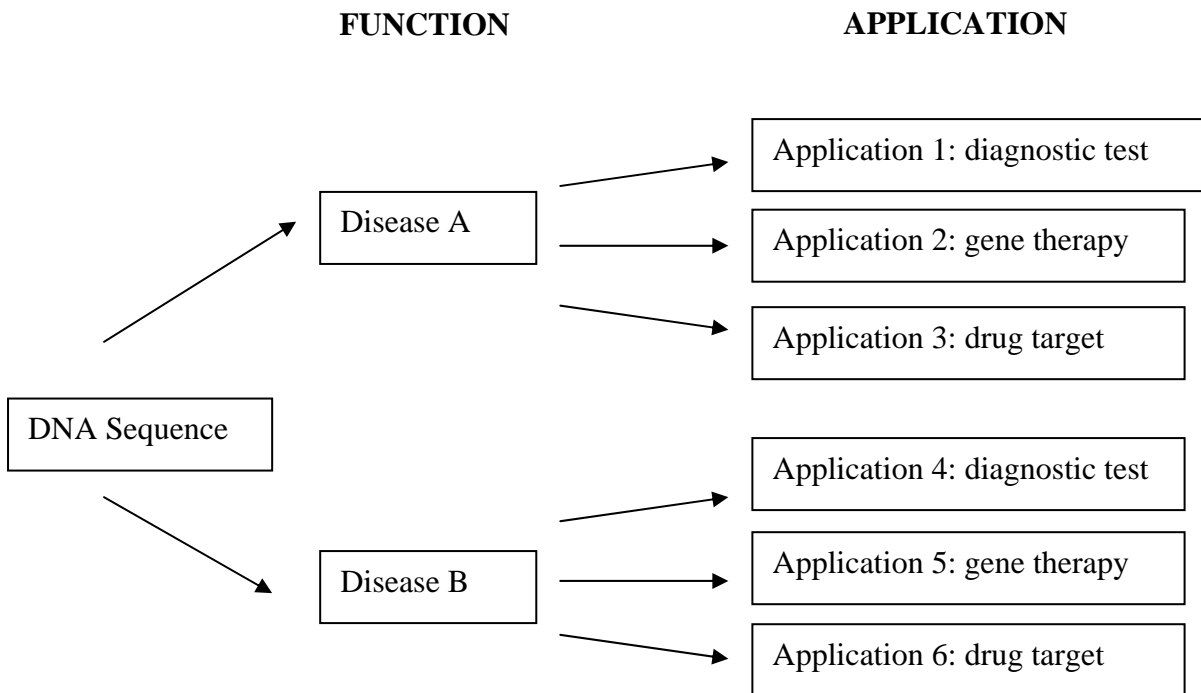 FUNCTION
APPLICATION
Application 1: diagnostic test
Disease A
Application 2: gene therapy
Application 3: drug target
DNA Sequence
Application 4: diagnostic test
Disease B
Application 5: gene therapy
Application 6: drug target